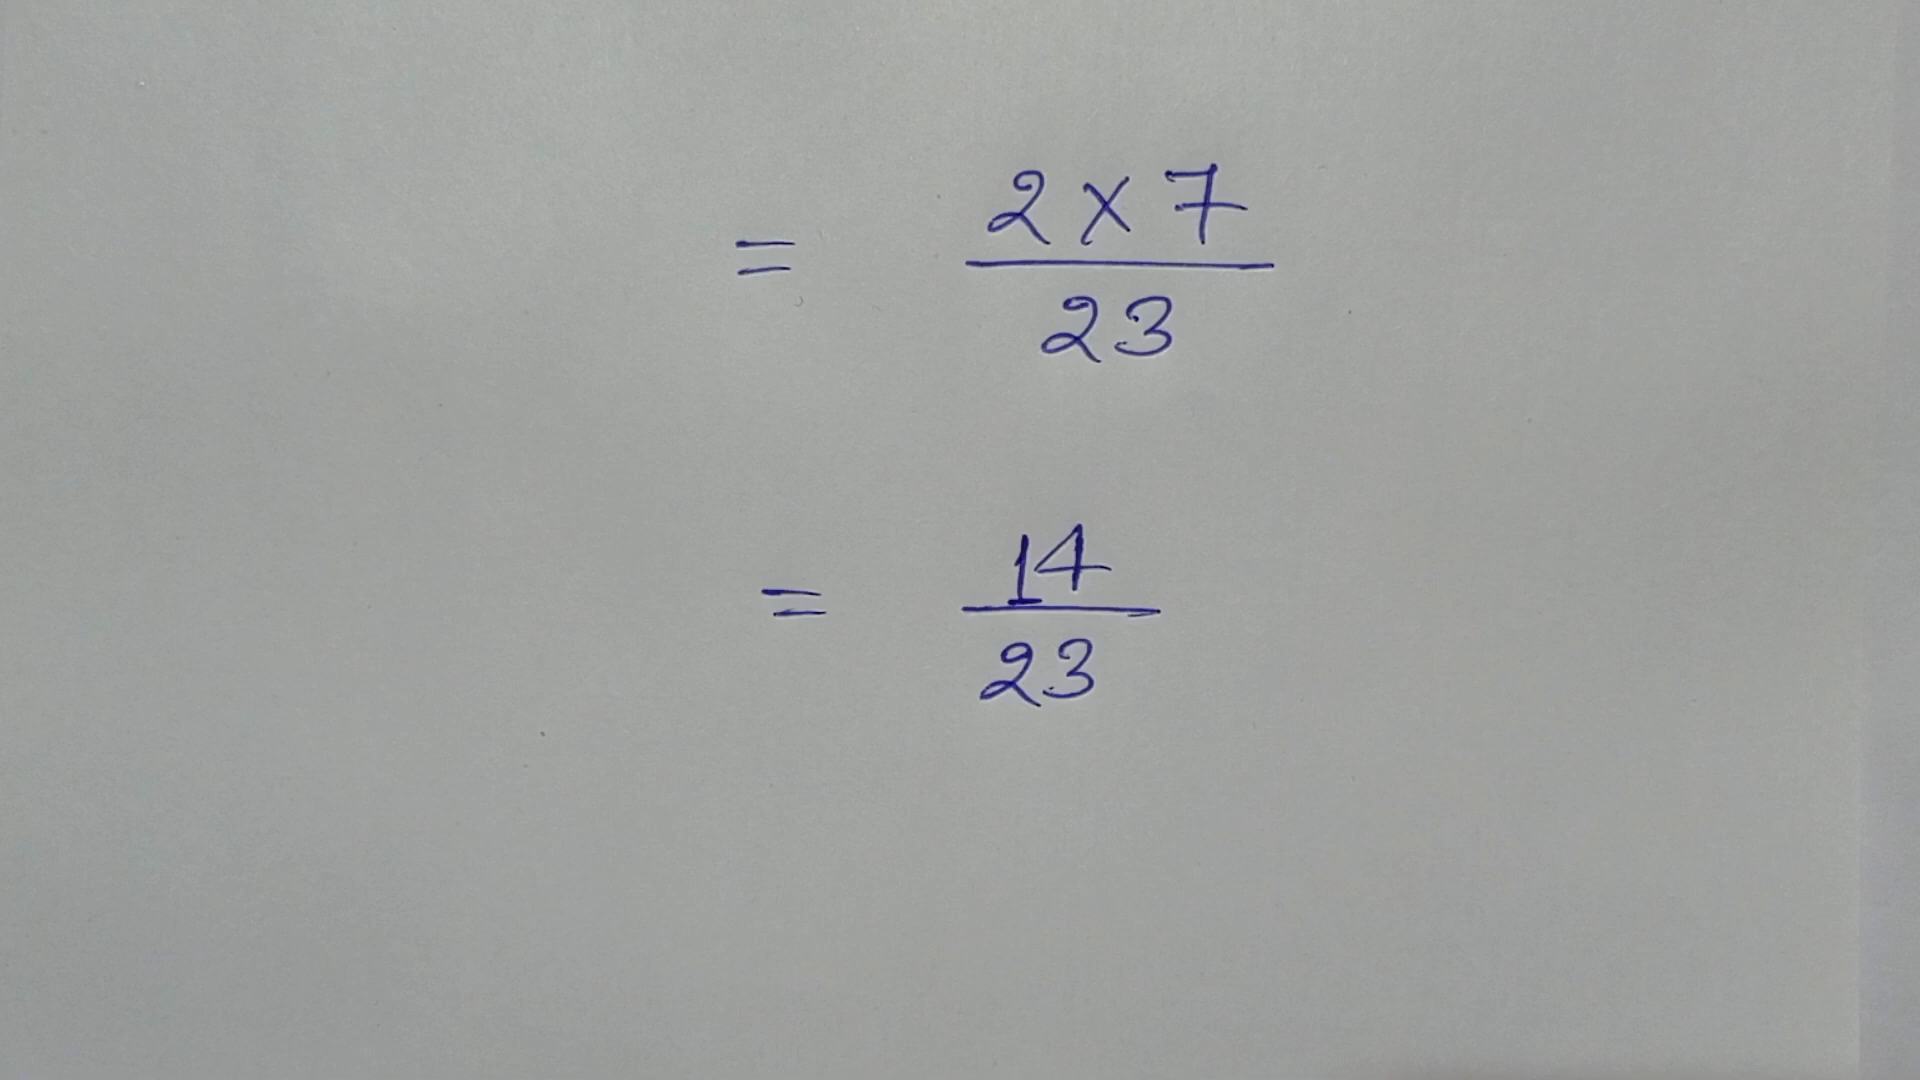 = 2 × 7
23
= 14
23